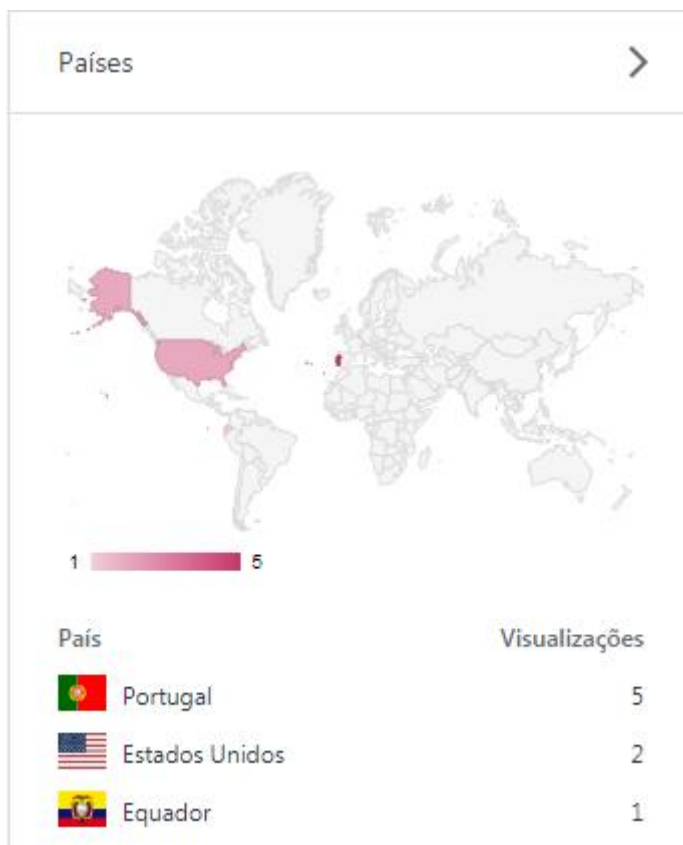 Países
1 5
País Visualizações
Portugal 5
Estados Unidos 2
Equador 1